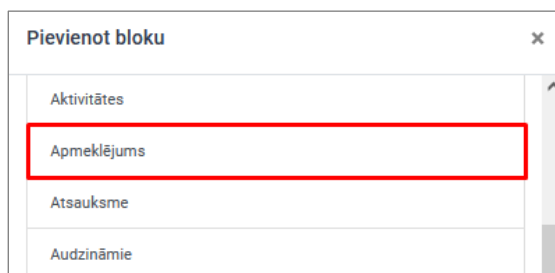 Pievienot bloku ×
Aktivitātes
Apmeklējums
Atsauksme
Audzināmie